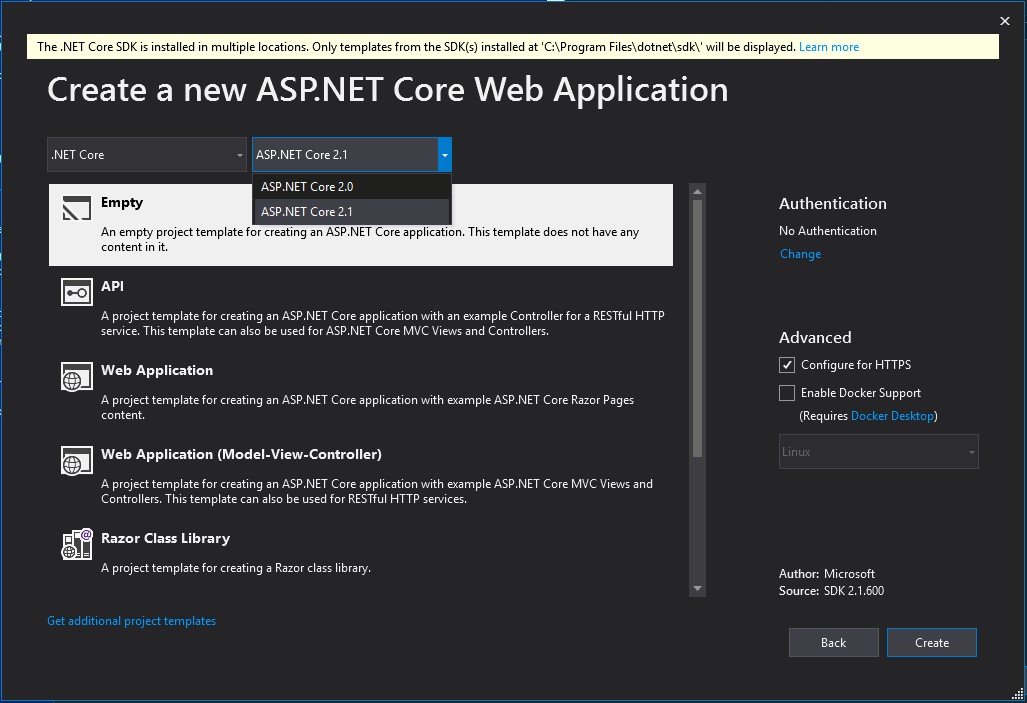 The .NET Core SDK is installed in multiple locations. Only templates from the SDK(s) installed at 'C:\Program Files\dotnet\sdk\' will be displayed. Learn more
Create a new ASP.NET Core Web Application
.NET Core
ASP.NET Core 2.1
ASP.NET Core 2.0
ASP.NET Core 2.1
Empty
An empty project template for creating an ASP.NET Core application. This template does not have any
content in it.
API
A project template for creating an ASP.NET Core application with an example Controller for a RESTful HTTP
service. This template can also be used for ASP.NET Core MVC Views and Controllers.
Web Application
A project template for creating an ASP.NET Core application with example ASP.NET Core Razor Pages
content.
Web Application (Model-View-Controller)
A project template for creating an ASP.NET Core application with example ASP.NET Core MVC Views and
Controllers. This template can also be used for RESTful HTTP services.
Razor Class Library
A project template for creating a Razor class library.
Get additional project templates
Authentication
No Authentication
Change
Advanced
Configure for HTTPS
Enable Docker Support
(Requires Docker Desktop)
Linux
Author: Microsoft
Source: SDK 2.1.600
Back
Create